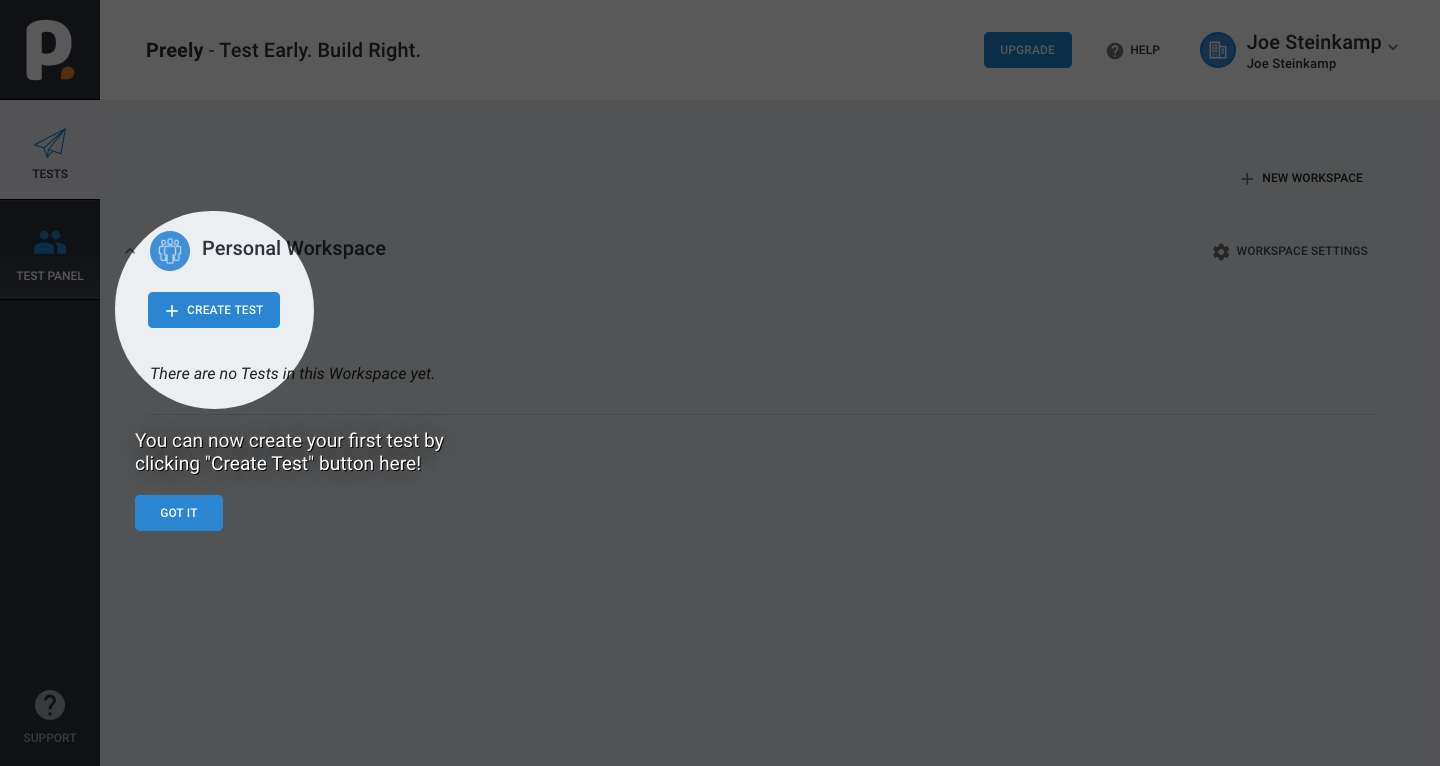 P.
Preely - Test Early. Build Right.
UPGRADE
HELP
Joe Steinkamp
Joe Steinkamp
TESTS
NEW WORKSPACE
TEST PANEL
Personal Workspace
WORKSPACE SETTINGS
CREATE TEST
There are no Tests in this Workspace yet.
You can now create your first test by
clicking "Create Test" button here!
GOT IT
SUPPORT